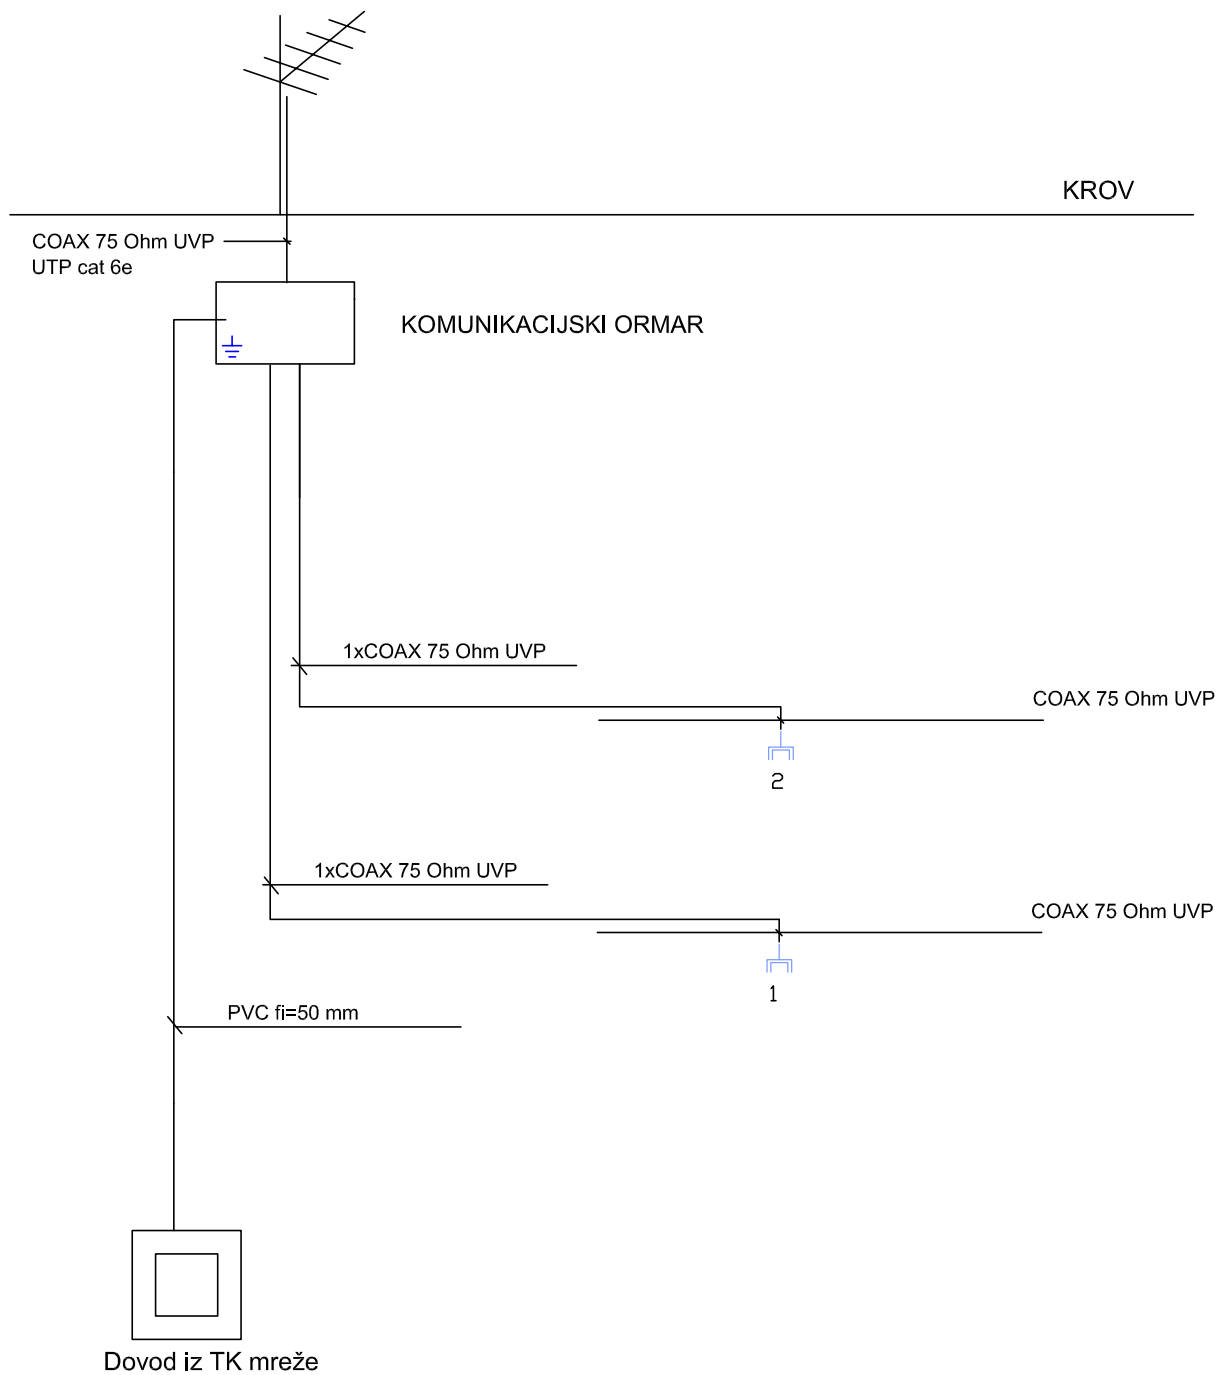 KROV
COAX 75 Ohm UVP
UTP cat 6e
KOMUNIKACIJSKI ORMAR
1xCOAX 75 Ohm UVP
COAX 75 Ohm UVP
2
1xCOAX 75 Ohm UVP
COAX 75 Ohm UVP
1
PVC fi=50 mm
Dovod iz TK mreže